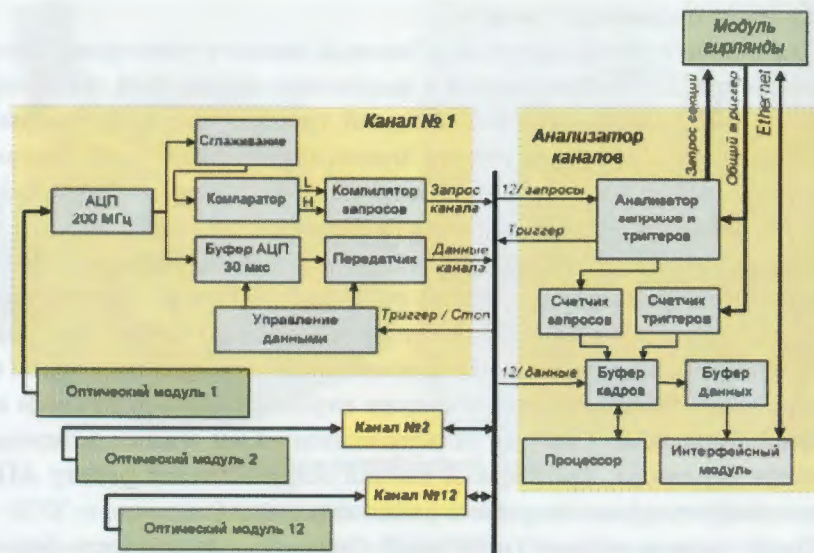 Модуль
гирлянды
Запрос секции
Общий триггер
Ethernet
Канал № 1
Сглаживание
АЦП
200 МГц
Компаратор
L
H
Компилятор
запросов
Запрос
канала
Буфер АЦП
30 мкс
Передатчик
Данные
канала
Управление
данными
Триггер / Стоп
Оптический модуль 1
Канал №2
Оптический модуль 2
Канал №12
Оптический модуль 12
Анализатор
каналов
12/ запросы
Анализатор
запросов и
триггеров
Триггер
Счетчик
запросов
Счетчик
триггеров
12/ данные
Буфер
кадров
Буфер
данных
Процессор
Интерфейсный
модуль